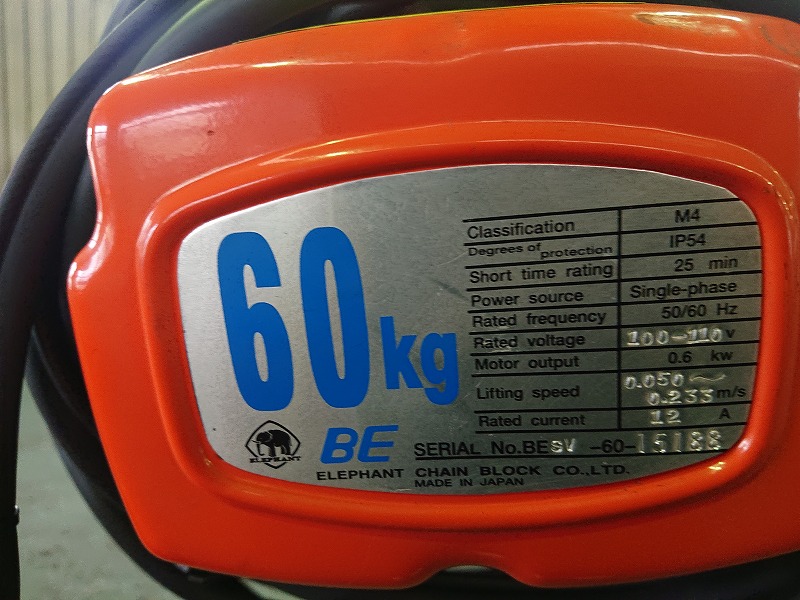 60kg
Classification M4
Degrees of protection IP54
Short time rating 25 min
Power source Single-phase
Rated frequency 50/60 Hz
Rated voltage 100-110 v
Motor output 0.6 kw
Lifting speed 0.050~
0.233 m/s
Rated current 12 A
ELEPHANT
BE SERIAL No.BESV-60-15188
ELEPHANT CHAIN BLOCK CO.,LTD.
MADE IN JAPAN